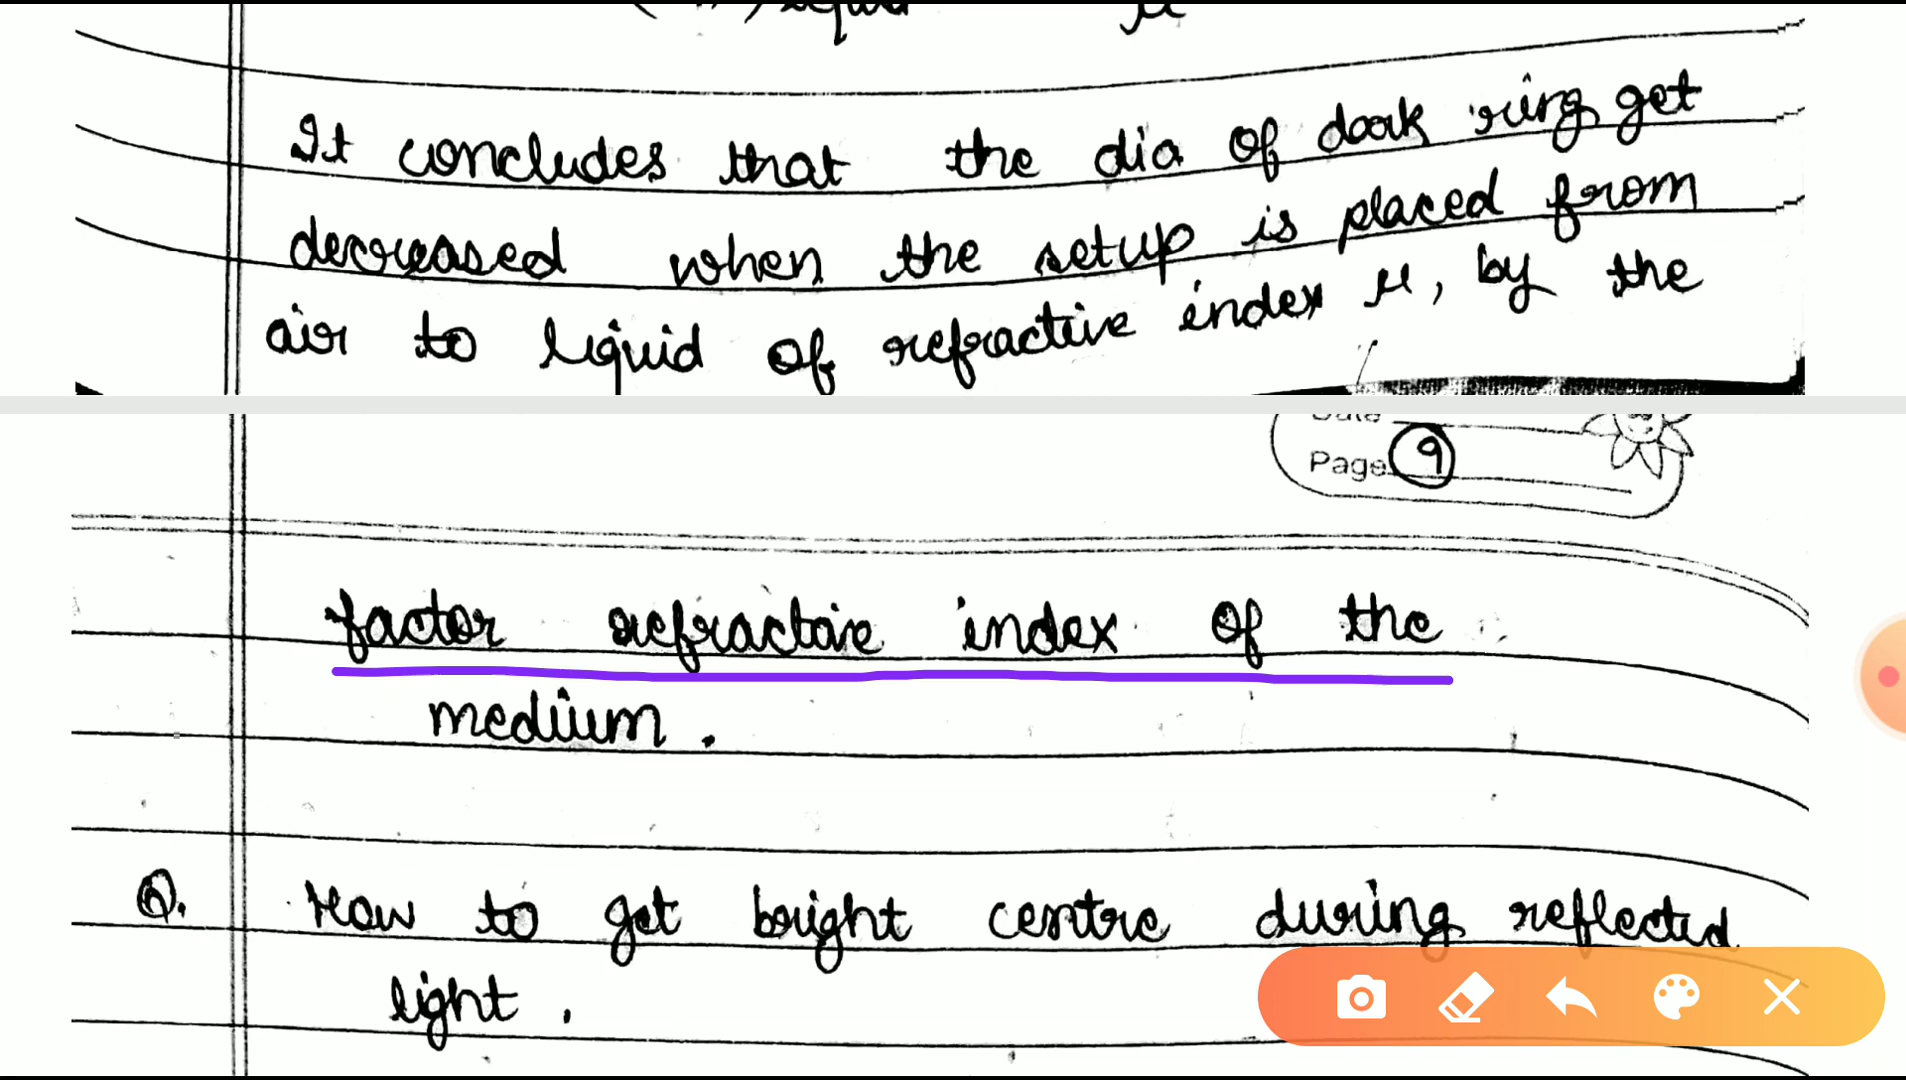 It concludes that the dia of dark ring get
decreased when the setup is placed from
air to liquid of refractive index μ, by the
Date
Page 9
factor refractive index of the
medium.
Q. How to get bright centre during reflected
light.